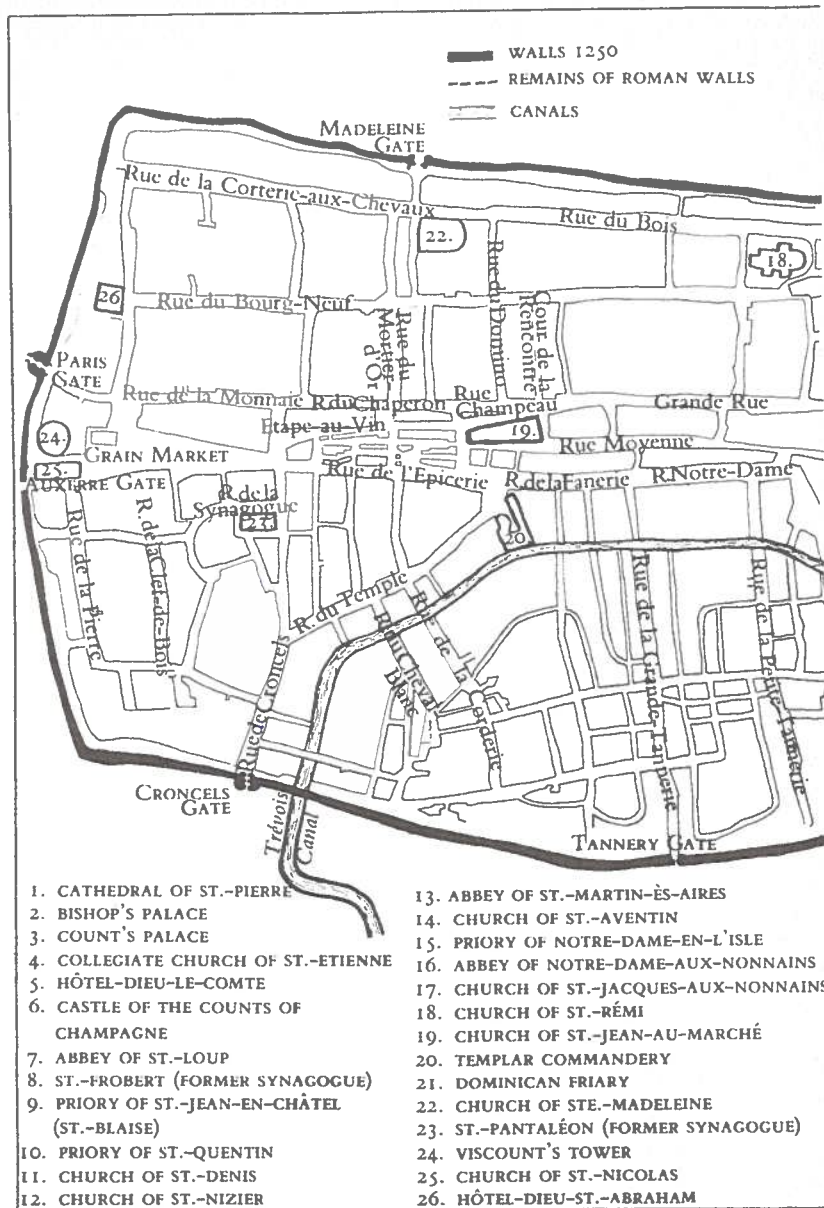 WALLS 1250
REMAINS OF ROMAN WALLS
CANALS
MADELEINE
GATE
Rue de la Corterie-aux-Chevaux
Rue du Bois
22.
18.
Rue du Domino
26
Rue du Bourg-Neuf
Rue du
Mortier
d'Or
Cour de la
Rencontre
PARIS
GATE
Rue de la Monnaie
R.du Chaperon
Rue
Champeau
Grande Rue
Etape-au-Vin
19.
24.
GRAIN MARKET
Rue Moyenne
25.
Rue de l'Epicerie
R.delaFanerie
R.Notre-Dame
AUXERRE GATE
R.de la
Synagogue
23.
20
Rue de la Pierre
R. de la Clef-de-Bois
R. du Temple
Rue de Croncels
R.du Cheval
Blanc
Rue de la Corderie
Rue de la Grande Tannerie
Rue de la Petite-Tannerie
CRONCELS
GATE
Trévois
Canal
TANNERY GATE
1. CATHEDRAL OF ST.-PIERRE
2. BISHOP'S PALACE
3. COUNT'S PALACE
4. COLLEGIATE CHURCH OF ST.-ETIENNE
5. HÔTEL-DIEU-LE-COMTE
6. CASTLE OF THE COUNTS OF
CHAMPAGNE
7. ABBEY OF ST.-LOUP
8. ST.-FROBERT (FORMER SYNAGOGUE)
9. PRIORY OF ST.-JEAN-EN-CHÂTEL
(ST.-BLAISE)
10. PRIORY OF ST.-QUENTIN
11. CHURCH OF ST.-DENIS
12. CHURCH OF ST.-NIZIER
13. ABBEY OF ST.-MARTIN-ÈS-AIRES
14. CHURCH OF ST.-AVENTIN
15. PRIORY OF NOTRE-DAME-EN-L'ISLE
16. ABBEY OF NOTRE-DAME-AUX-NONNAINS
17. CHURCH OF ST.-JACQUES-AUX-NONNAINS
18. CHURCH OF ST.-RÉMI
19. CHURCH OF ST.-JEAN-AU-MARCHÉ
20. TEMPLAR COMMANDERY
21. DOMINICAN FRIARY
22. CHURCH OF STE.-MADELEINE
23. ST.-PANTALÉON (FORMER SYNAGOGUE)
24. VISCOUNT'S TOWER
25. CHURCH OF ST.-NICOLAS
26. HÔTEL-DIEU-ST.-ABRAHAM